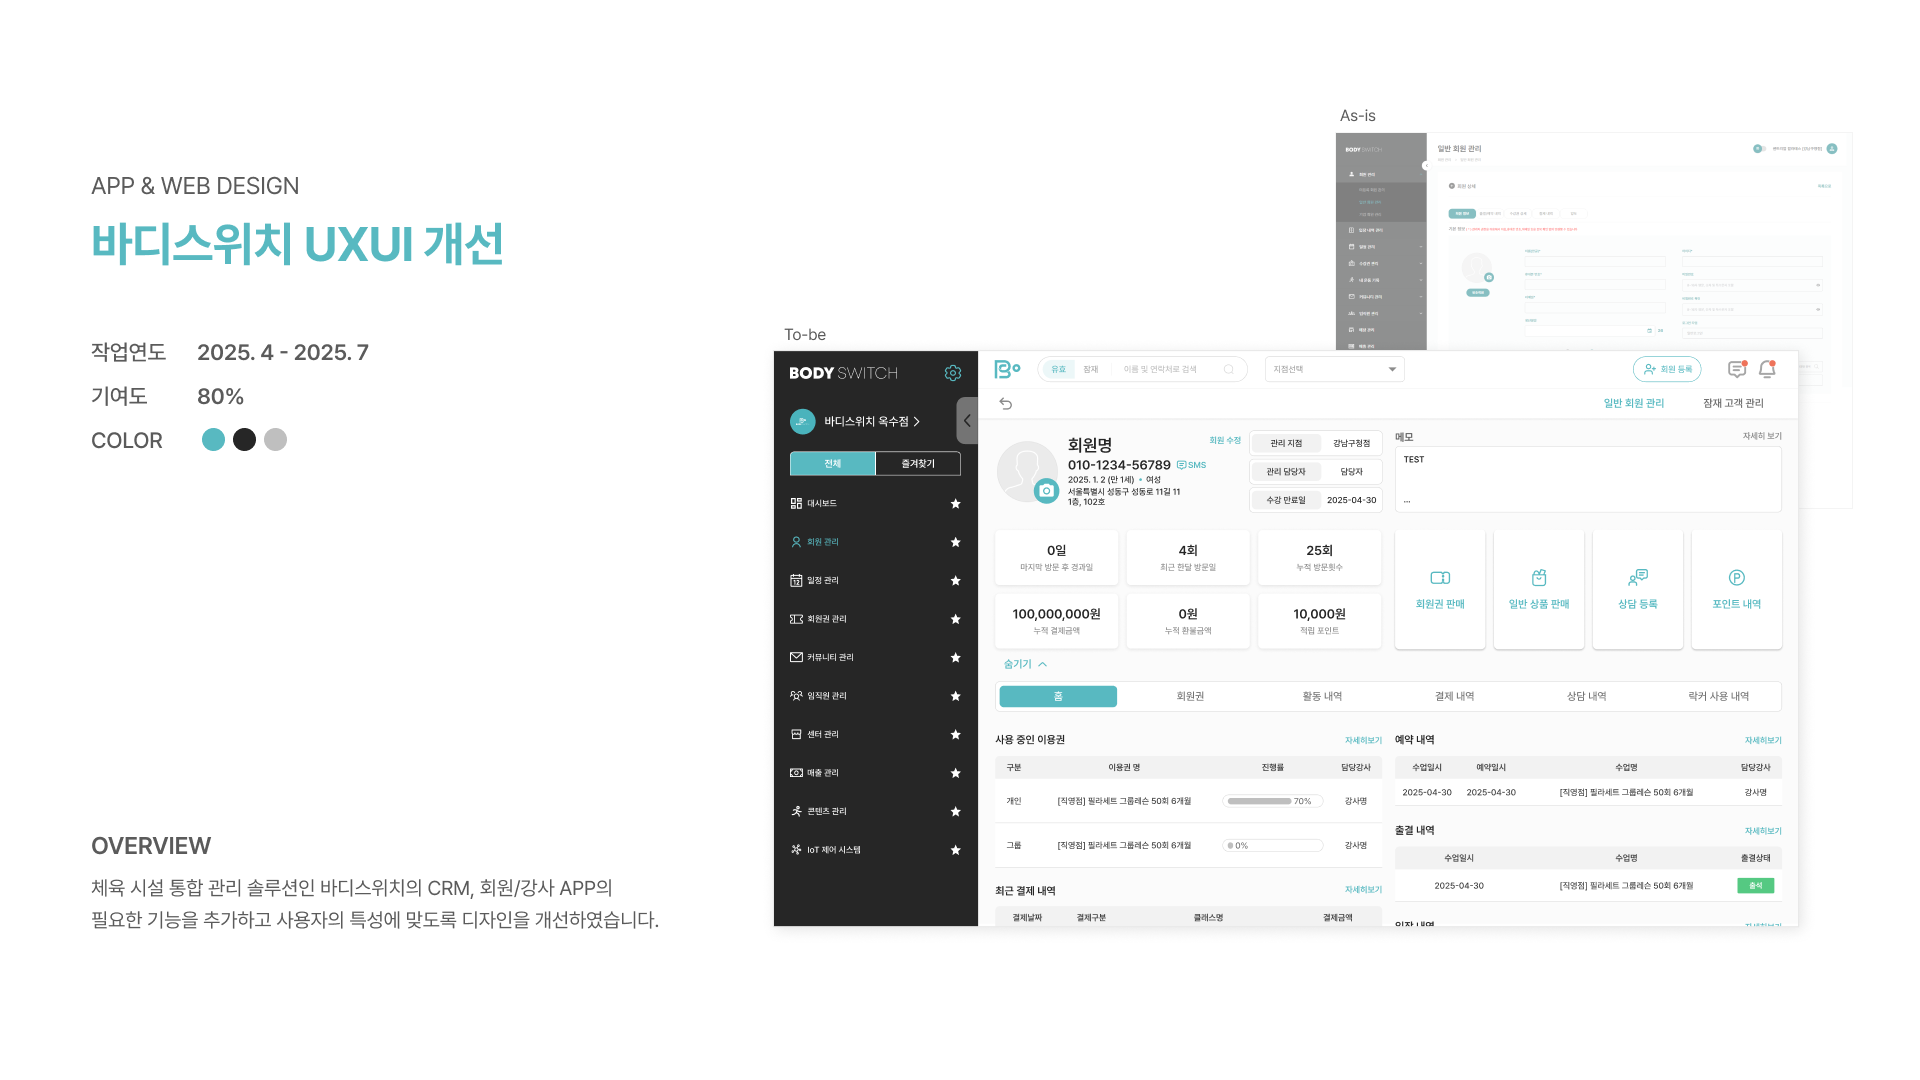 APP & WEB DESIGN
바디스위치 UXUI 개선
작업연도 2025. 4 - 2025. 7
기여도 80%
COLOR
OVERVIEW
체육 시설 통합 관리 솔루션인 바디스위치의 CRM, 회원/강사 APP의
필요한 기능을 추가하고 사용자의 특성에 맞도록 디자인을 개선하였습니다.
As-is
BODY SWITCH
일반 회원 관리
회원 상세
To-be
BODY SWITCH
바디스위치 옥수점
전체 즐겨찾기
대시보드
회원 관리
일정 관리
회원권 관리
커뮤니티 관리
임직원 관리
센터 관리
매출 관리
콘텐츠 관리
IoT 제어 시스템
유효 잠재 이름 및 연락처로 검색 지점선택 회원 등록
일반 회원 관리 잠재 고객 관리
회원명 회원 수정
010-1234-56789 SMS
2025. 1. 2 (만 1세) • 여성
서울특별시 성동구 성동로 11길 11
1층, 102호
관리 지점 강남구청점
관리 담당자 담당자
수강 만료일 2025-04-30
메모 자세히 보기
TEST
...
0일 4회 25회
마지막 방문 후 경과일 최근 한달 방문일 누적 방문횟수
100,000,000원 0원 10,000원
누적 결제금액 누적 환불금액 적립 포인트
회원권 판매 일반 상품 판매 상담 등록 포인트 내역
숨기기
홈 회원권 활동 내역 결제 내역 상담 내역 락커 사용 내역
사용 중인 이용권 자세히보기
구분 이용권 명 진행률 담당강사
개인 [직영점] 필라세트 그룹레슨 50회 6개월 70% 강사명
그룹 [직영점] 필라세트 그룹레슨 50회 6개월 0% 강사명
최근 결제 내역 자세히보기
결제날짜 결제구분 클래스명 결제금액
예약 내역 자세히보기
수업일시 예약일시 수업명 담당강사
2025-04-30 2025-04-30 [직영점] 필라세트 그룹레슨 50회 6개월 강사명
출결 내역 자세히보기
수업일시 수업명 출결상태
2025-04-30 [직영점] 필라세트 그룹레슨 50회 6개월 출석